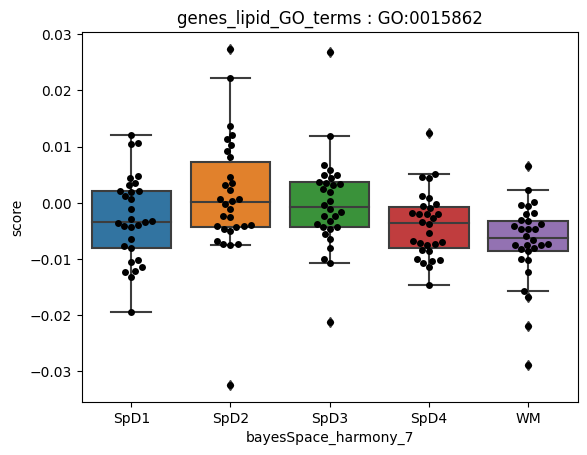 genes_lipid_GO_terms : GO:0015862
0.03
0.02
0.01
0.00
−0.01
−0.02
−0.03
score
SpD1 SpD2 SpD3 SpD4 WM
bayesSpace_harmony_7